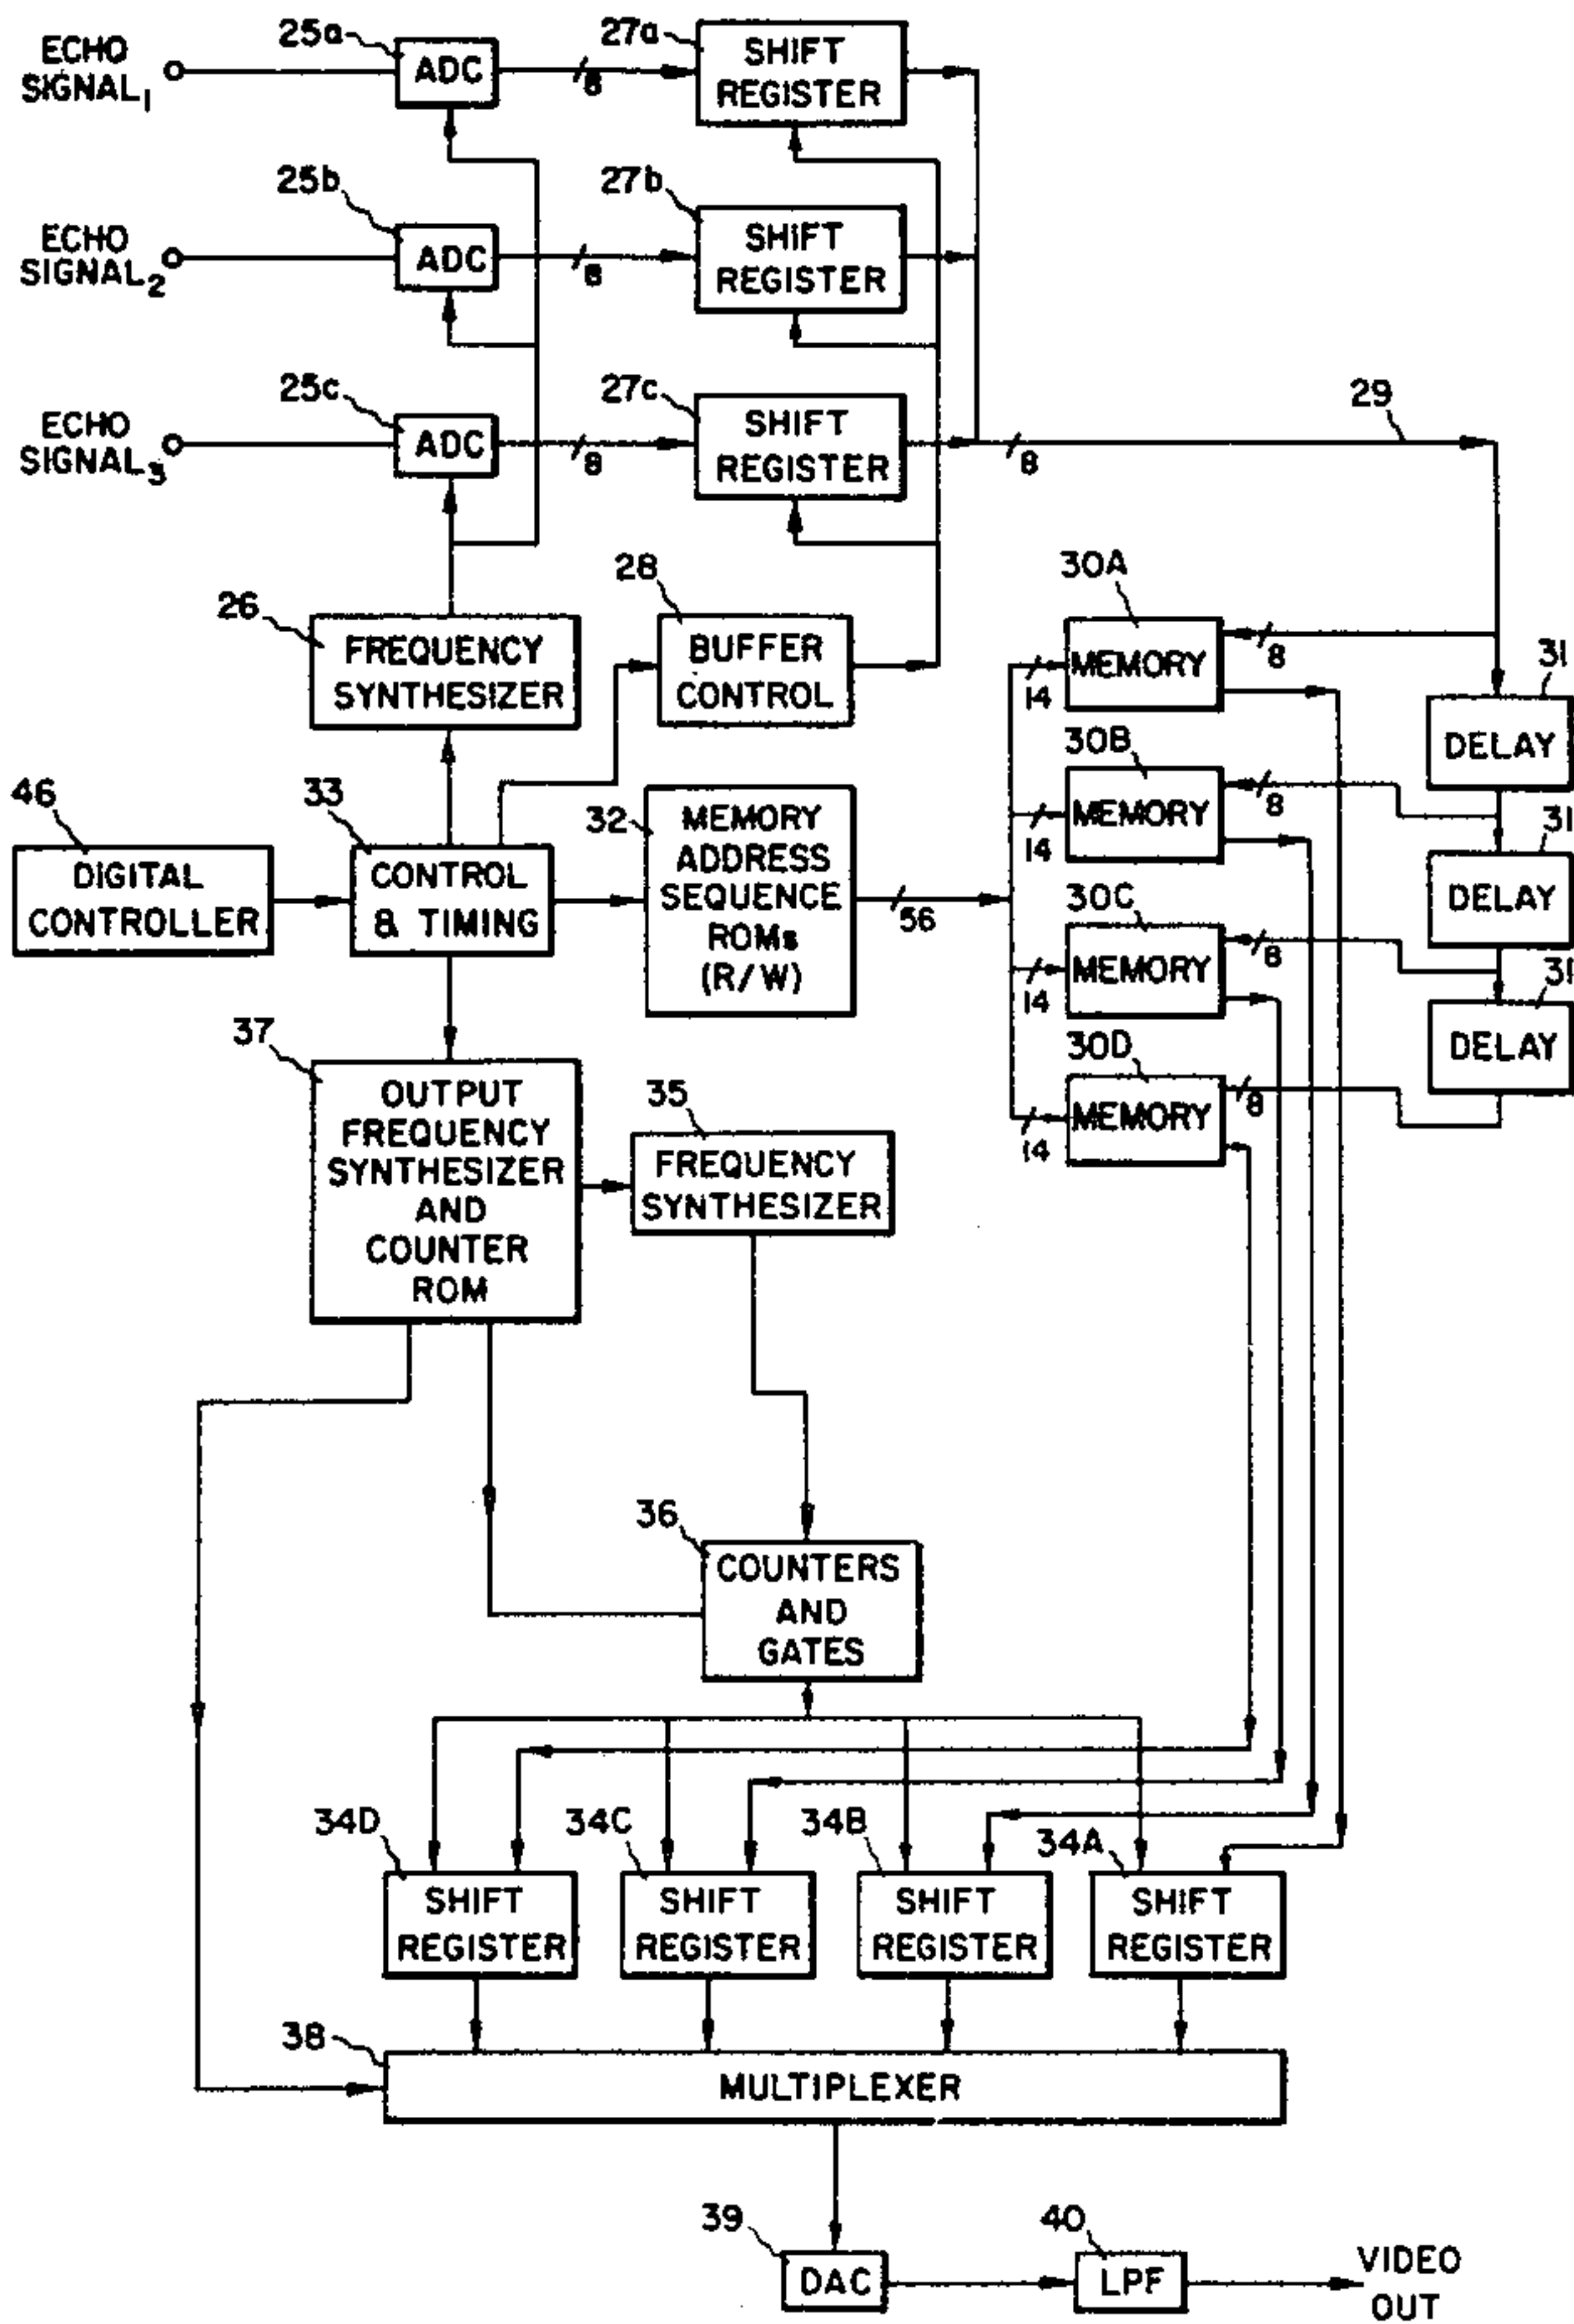 ECHO
SIGNAL1
25a
ADC
8
27a
SHIFT
REGISTER
ECHO
SIGNAL2
25b
ADC
8
27b
SHIFT
REGISTER
ECHO
SIGNAL3
25c
ADC
8
27c
SHIFT
REGISTER
8
29
26
FREQUENCY
SYNTHESIZER
28
BUFFER
CONTROL
30A
MEMORY
8
14
31
DELAY
30B
MEMORY
8
14
31
DELAY
30C
MEMORY
8
14
31
DELAY
30D
MEMORY
8
14
46
DIGITAL
CONTROLLER
33
CONTROL
& TIMING
32
MEMORY
ADDRESS
SEQUENCE
ROMs
(R/W)
56
37
OUTPUT
FREQUENCY
SYNTHESIZER
AND
COUNTER
ROM
35
FREQUENCY
SYNTHESIZER
36
COUNTERS
AND
GATES
34D
SHIFT
REGISTER
34C
SHIFT
REGISTER
34B
SHIFT
REGISTER
34A
SHIFT
REGISTER
38
MULTIPLEXER
39
DAC
40
LPF
VIDEO
OUT